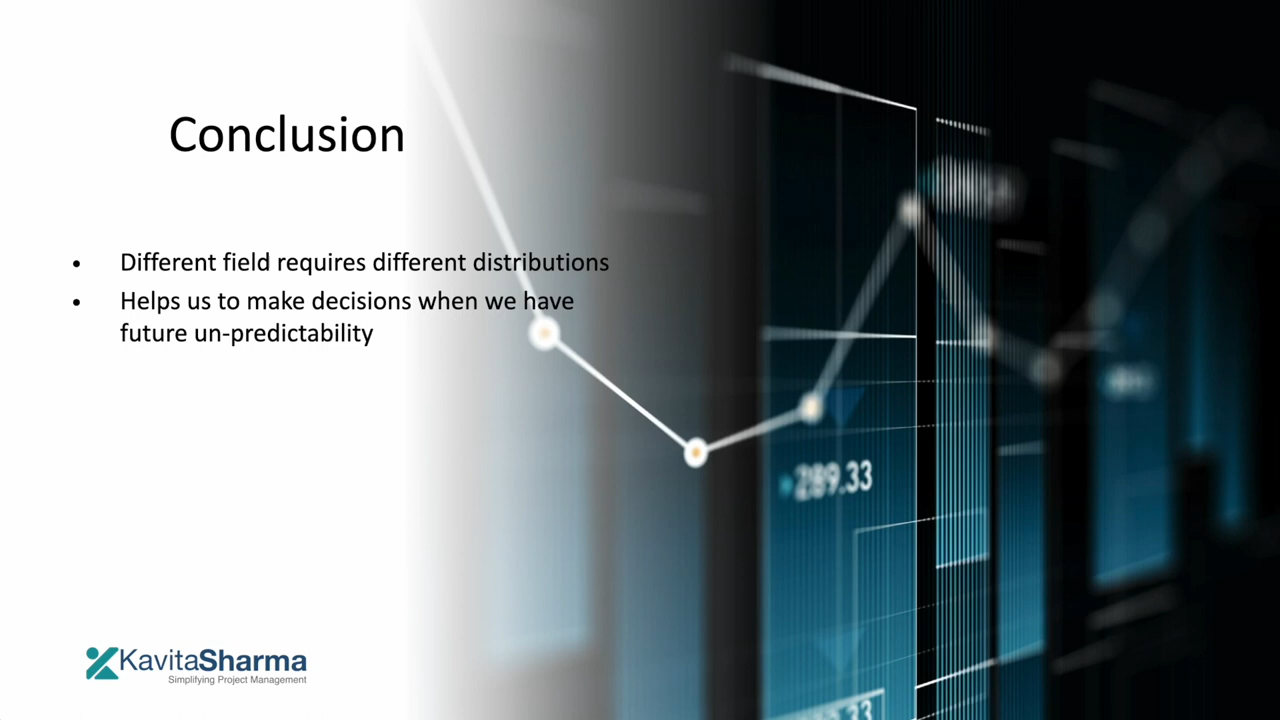 Conclusion
• Different field requires different distributions
• Helps us to make decisions when we have
future un-predictability
289.33
KavitaSharma
Simplifying Project Management